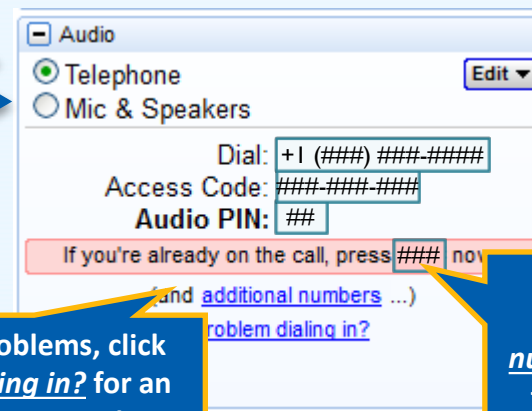 Audio
Telephone
Edit
Mic & Speakers
Dial: +1 (###) ###-####
Access Code: ###-###-###
Audio PIN: ##
If you're already on the call, press ### now
(and additional numbers ...)
roblem dialing in?
oblems, click
ing in? for an
nu